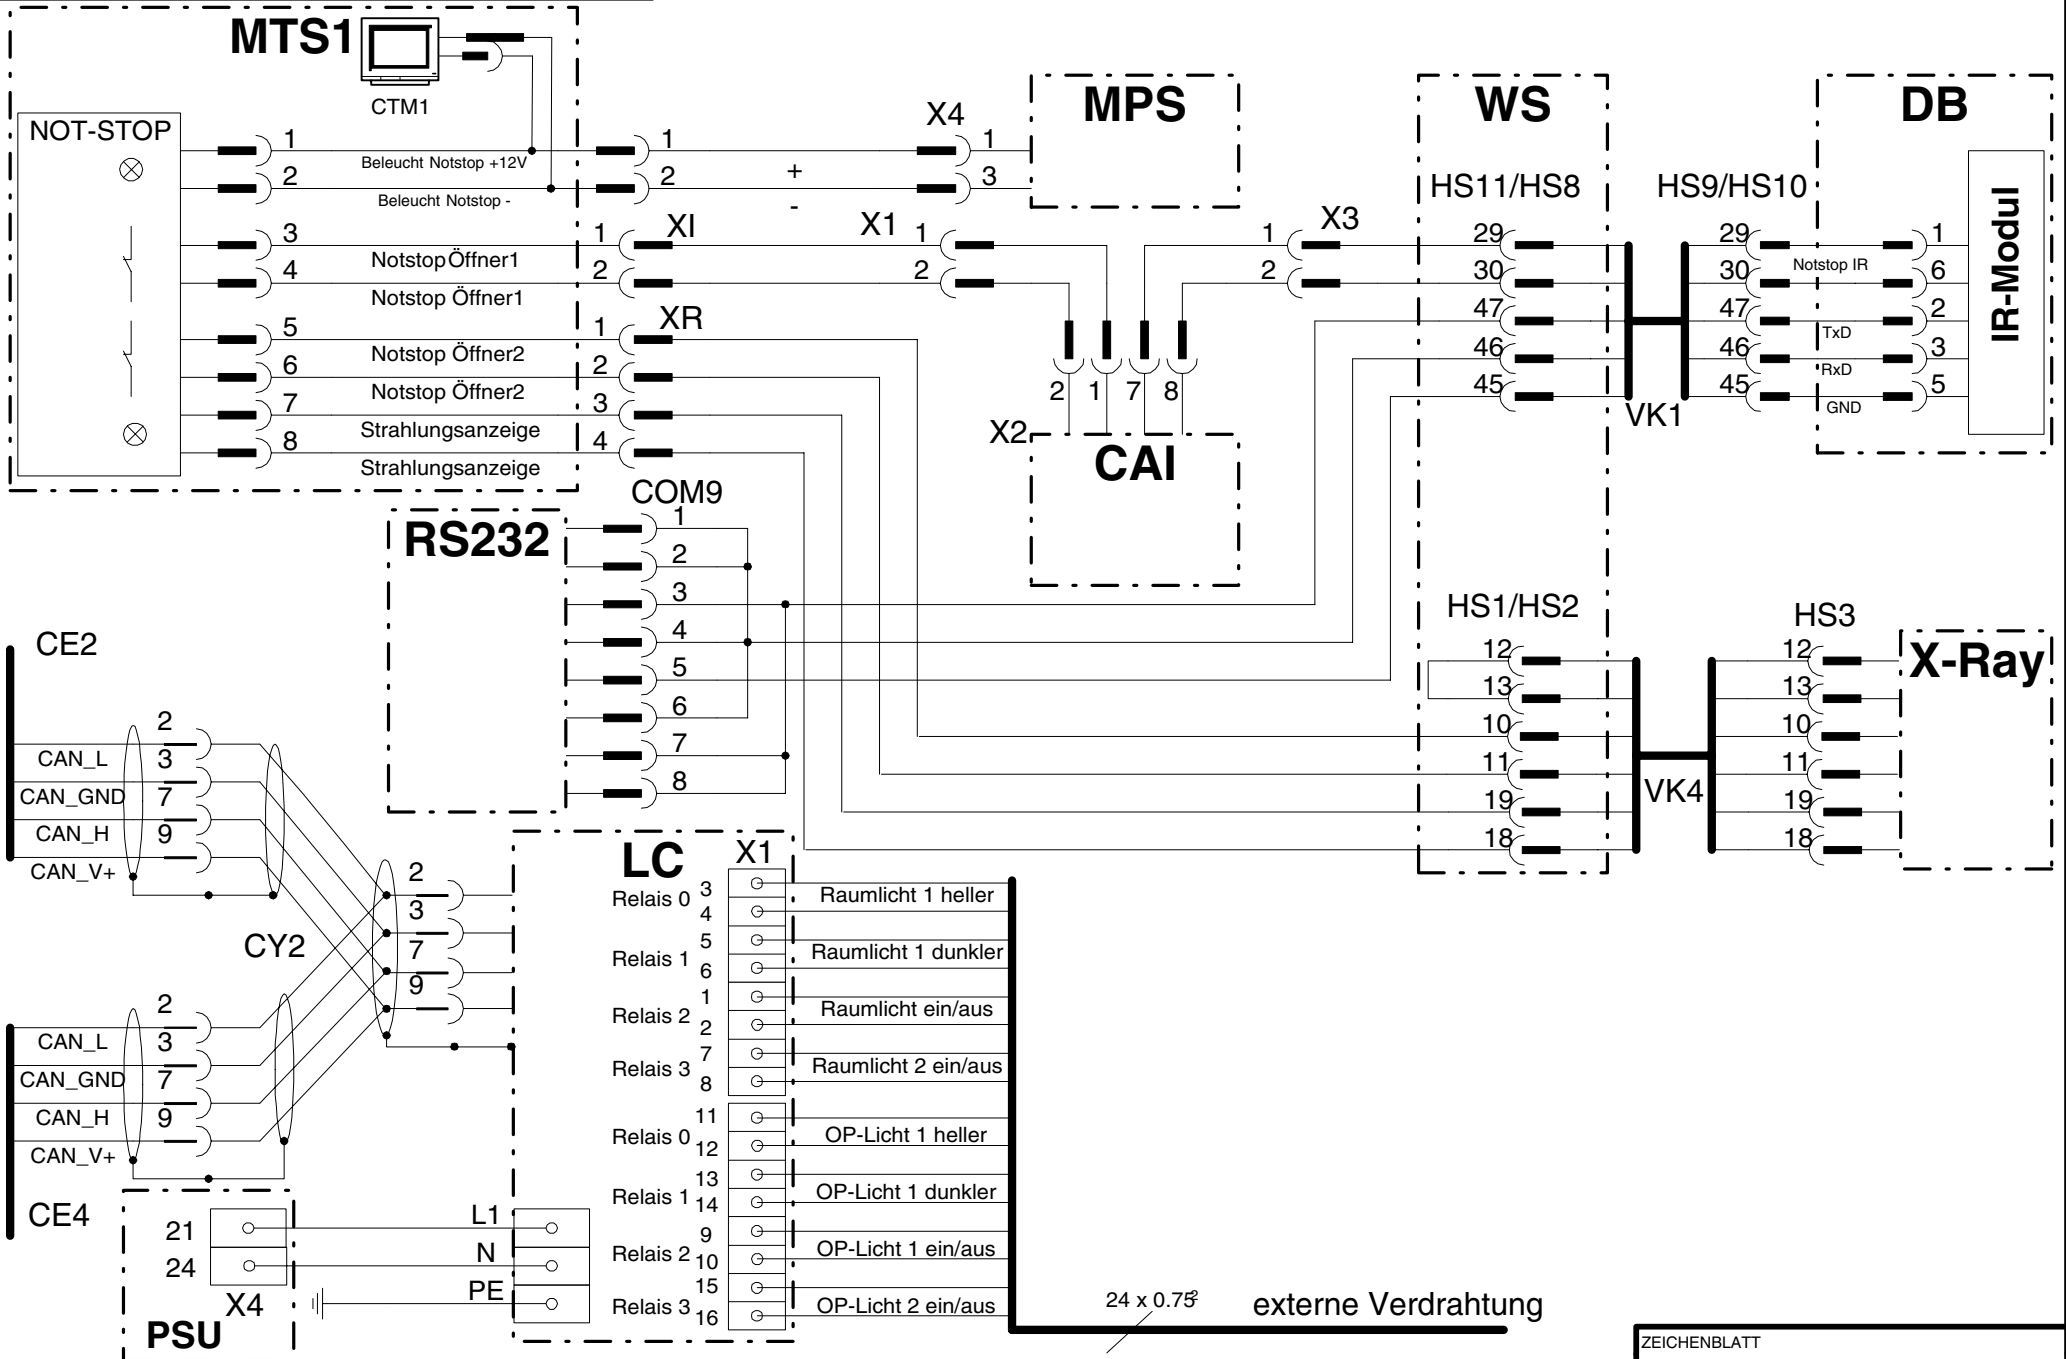 MTS1
CTM1
NOT-STOP
1
Beleucht Notstop +12V
2
Beleucht Notstop -
3
NotstopÖffner1
4
Notstop Öffner1
5
Notstop Öffner2
6
Notstop Öffner2
7
Strahlungsanzeige
8
Strahlungsanzeige
1
2
+
-
X4
1
3
MPS
XI
1
2
X1
1
2
XR
1
2
3
4
X3
1
2
2 1 7 8
X2
CAI
WS
HS11/HS8
29
30
47
46
45
VK1
HS9/HS10
29
30
47
46
45
DB
Notstop IR
TxD
RxD
GND
1
6
2
3
5
IR-Modul
RS232
COM9
1
2
3
4
5
6
7
8
HS1/HS2
12
13
10
11
19
18
VK4
HS3
12
13
10
11
19
18
X-Ray
CE2
2
CAN_L
3
CAN_GND
7
CAN_H
9
CAN_V+
CY2
2
3
7
9
2
CAN_L
3
CAN_GND
7
CAN_H
9
CAN_V+
CE4
LC
X1
Relais 0
3
4
Raumlicht 1 heller
Relais 1
5
6
Raumlicht 1 dunkler
Relais 2
1
2
Raumlicht ein/aus
Relais 3
7
8
Raumlicht 2 ein/aus
Relais 0
11
12
OP-Licht 1 heller
Relais 1
13
14
OP-Licht 1 dunkler
Relais 2
9
10
OP-Licht 1 ein/aus
Relais 3
15
16
OP-Licht 2 ein/aus
21
24
X4
PSU
L1
N
PE
24 x 0.75²
externe Verdrahtung
ZEICHENBLATT